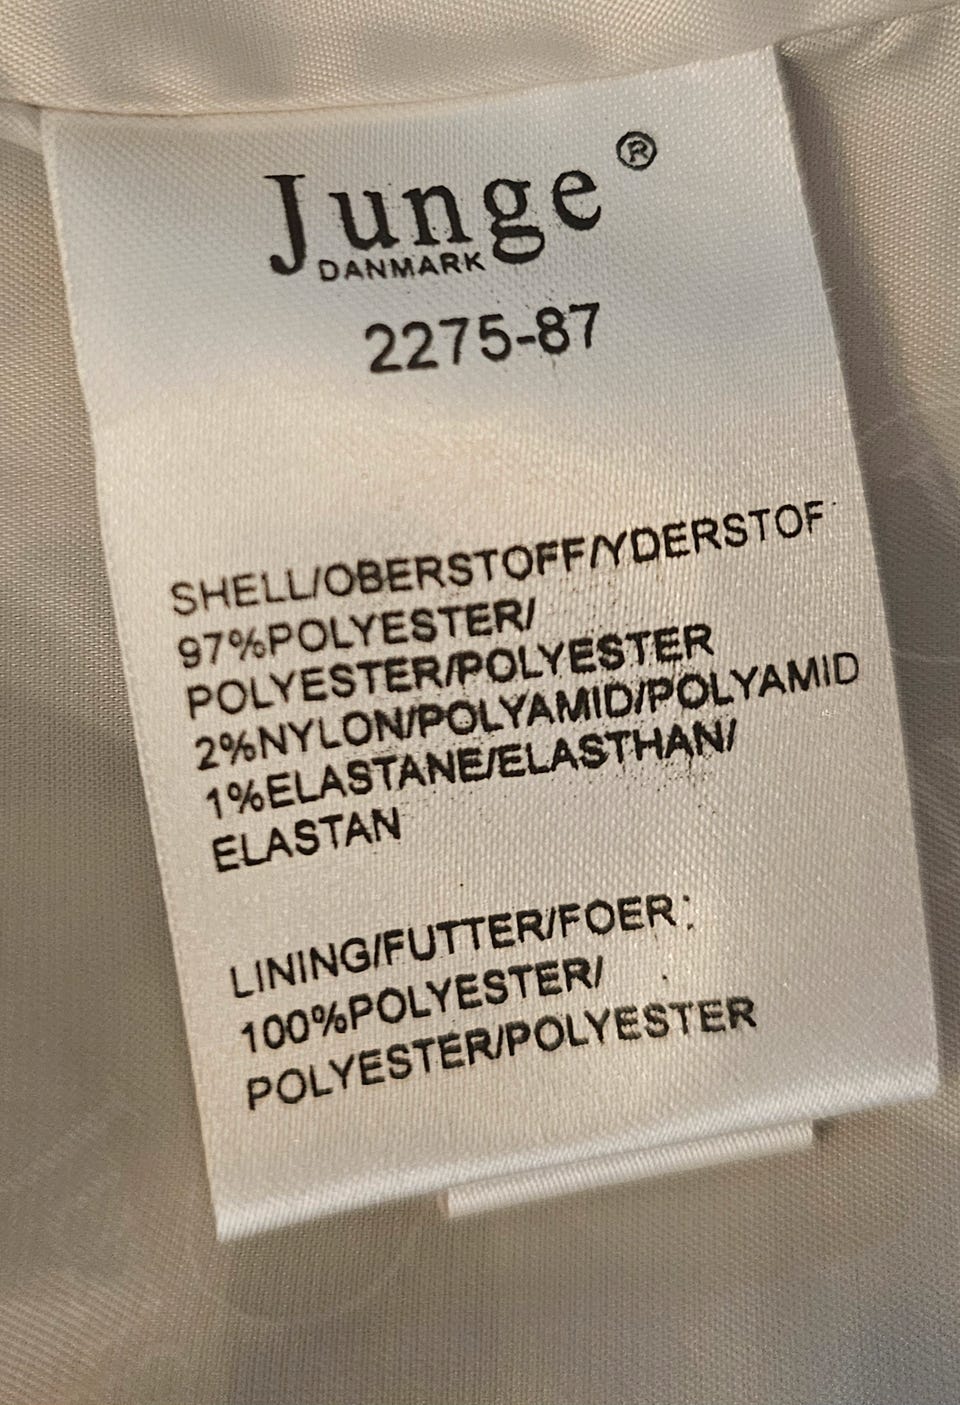 Junge®
DANMARK
2275-87
SHELL/OBERSTOFF/YDERSTOF
97%POLYESTER/
POLYESTER/POLYESTER
2%NYLON/POLYAMID/POLYAMID
1%ELASTANE/ELASTHAN/
ELASTAN
LINING/FUTTER/FOER:
100%POLYESTER/
POLYESTER/POLYESTER